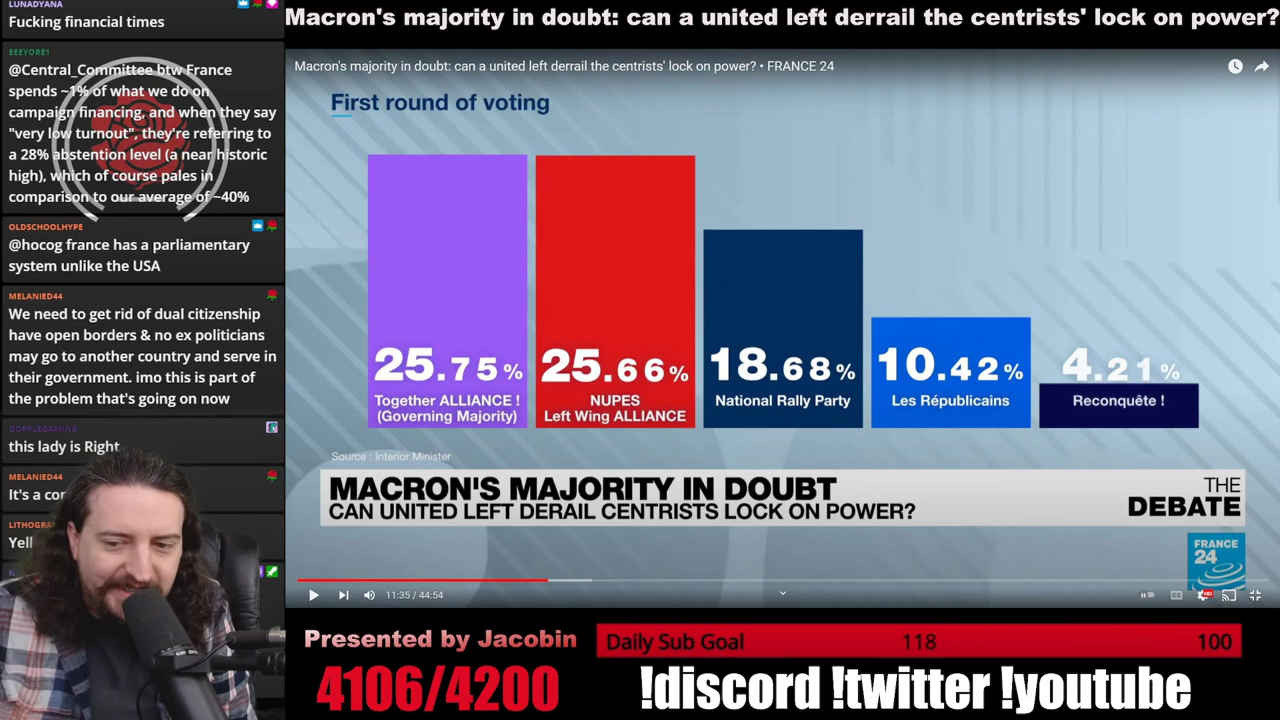 LUNADYANA
Fucking financial times
EEEYORE1
@Central_Committee btw France
spends ~1% of what we do on
campaign financing, and when they say
"very low turnout", they're referring to
a 28% abstention level (a near historic
high), which of course pales in
comparison to our average of ~40%
OLDSCHOOLHYPE
@hocog france has a parliamentary
system unlike the USA
MELANIED44
We need to get rid of dual citizenship
have open borders & no ex politicians
may go to another country and serve in
their government. imo this is part of
the problem that's going on now
DOPPLEGAMING
this lady is Right
MELANIED44
It's a
Macron's majority in doubt: can a united left derrail the centrists' lock on power?
Macron's majority in doubt: can a united left derrail the centrists' lock on power? • FRANCE 24
First round of voting
25.75%
Together ALLIANCE !
(Governing Majority)
25.66%
NUPES
Left Wing ALLIANCE
18.68%
National Rally Party
10.42%
Les Républicains
4.21%
Reconquête !
Source : Interior Minister
MACRON'S MAJORITY IN DOUBT
CAN UNITED LEFT DERAIL CENTRISTS LOCK ON POWER?
THE
DEBATE
FRANCE
24
11:35 / 44:54
HD
Presented by Jacobin
4106/4200
Daily Sub Goal 118 100
!discord !twitter !youtube